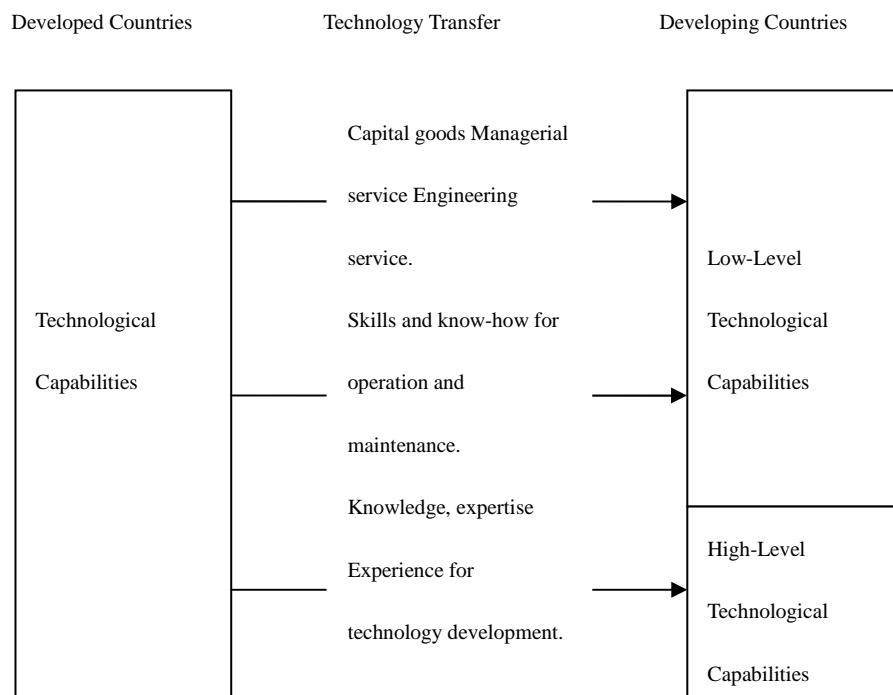 Developed Countries
Technology Transfer
Developing Countries
Technological
Capabilities
Capital goods Managerial
service Engineering
service.
Skills and know-how for
operation and
maintenance.
Knowledge, expertise
Experience for
technology development.
Low-Level
Technological
Capabilities
High-Level
Technological
Capabilities